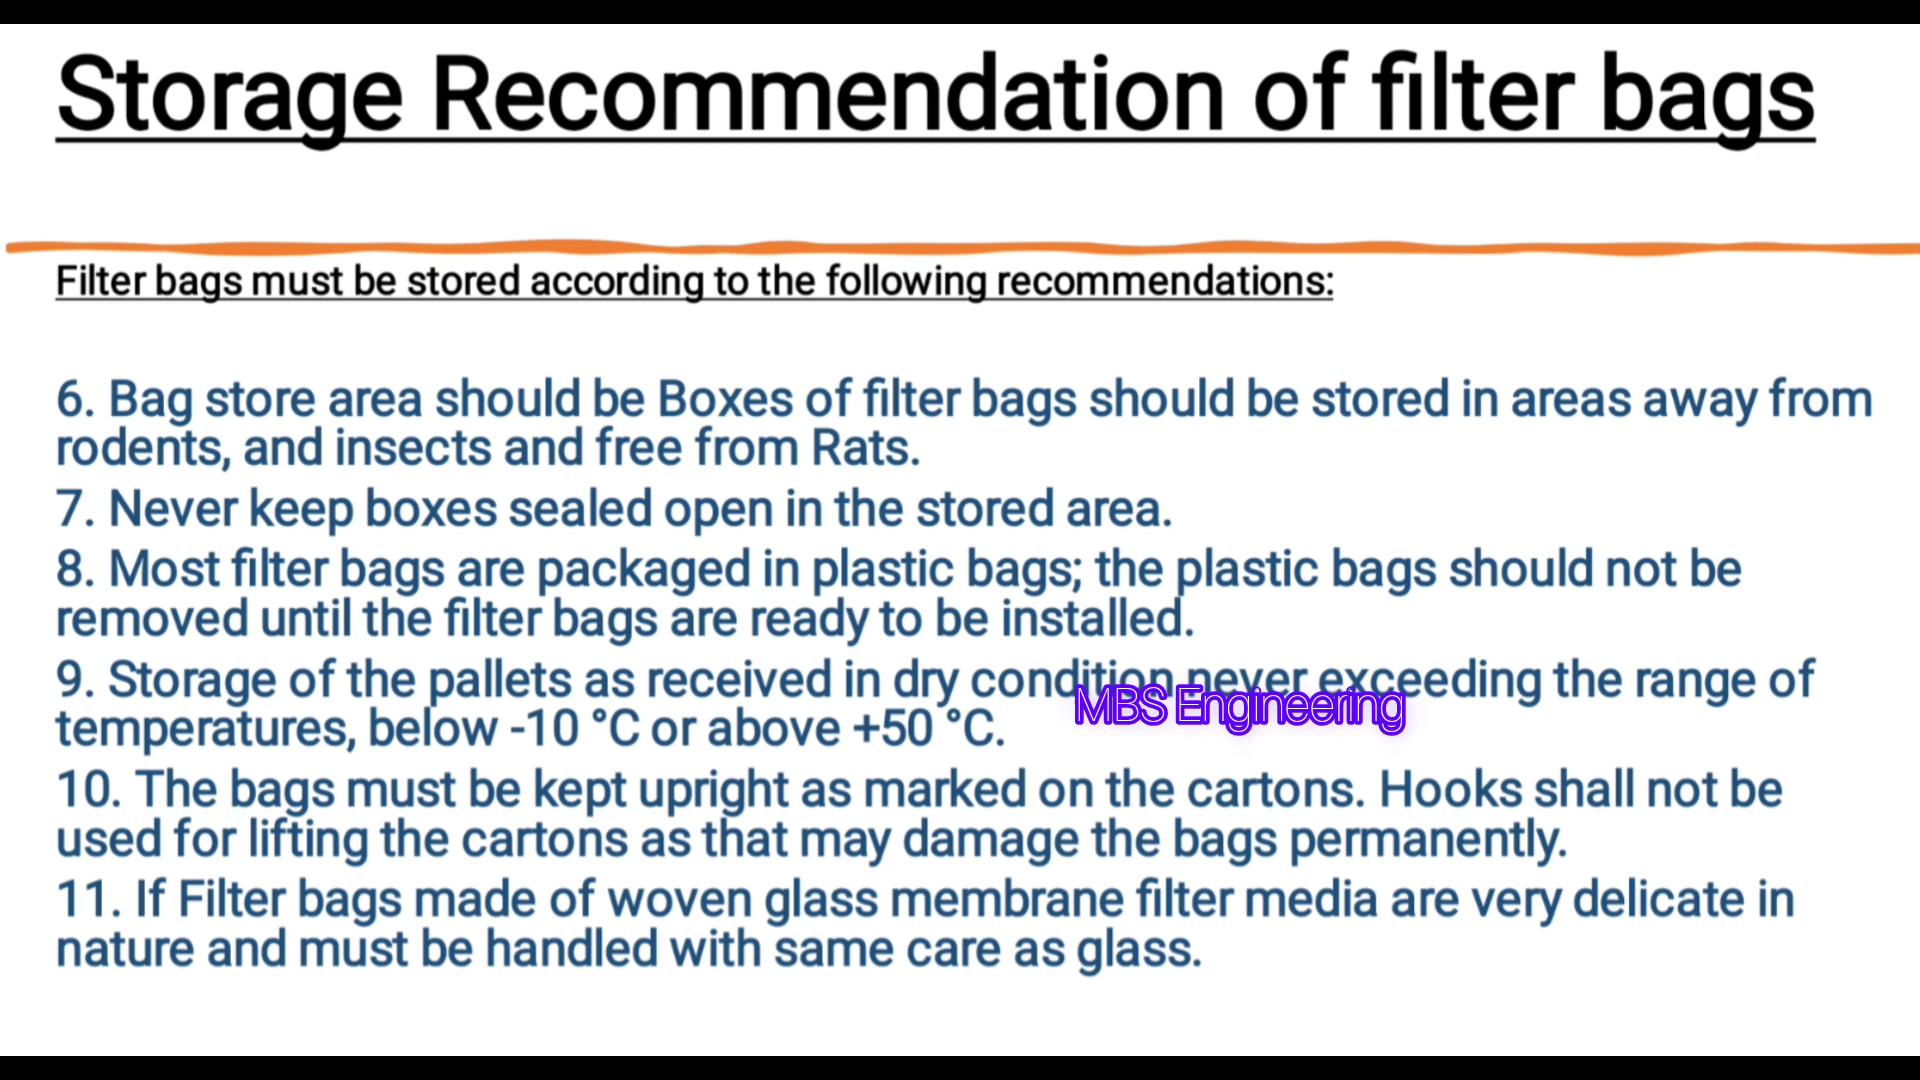 Storage Recommendation of filter bags
Filter bags must be stored according to the following recommendations:
6. Bag store area should be Boxes of filter bags should be stored in areas away from
rodents, and insects and free from Rats.
7. Never keep boxes sealed open in the stored area.
8. Most filter bags are packaged in plastic bags; the plastic bags should not be
removed until the filter bags are ready to be installed.
9. Storage of the pallets as received in dry condition never exceeding the range of
MBS Engineering
temperatures, below -10 °C or above +50 °C.
10. The bags must be kept upright as marked on the cartons. Hooks shall not be
used for lifting the cartons as that may damage the bags permanently.
11. If Filter bags made of woven glass membrane filter media are very delicate in
nature and must be handled with same care as glass.